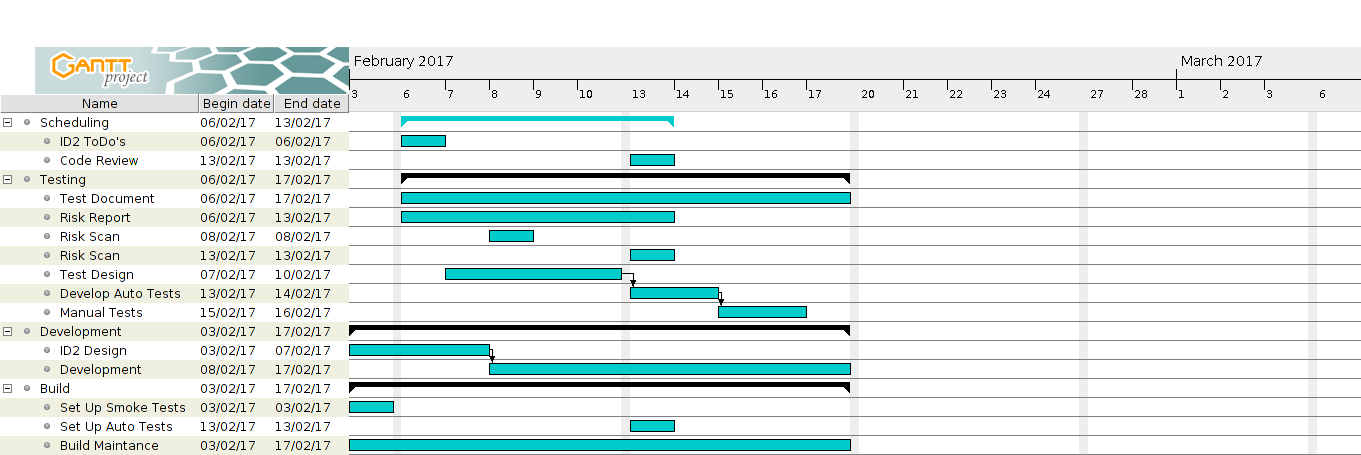 GANTT
project
February 2017 March 2017
3 6 7 8 9 10 13 14 15 16 17 20 21 22 23 24 27 28 1 2 3 6
Name Begin date End date
Scheduling 06/02/17 13/02/17
ID2 ToDo's 06/02/17 06/02/17
Code Review 13/02/17 13/02/17
Testing 06/02/17 17/02/17
Test Document 06/02/17 17/02/17
Risk Report 06/02/17 13/02/17
Risk Scan 08/02/17 08/02/17
Risk Scan 13/02/17 13/02/17
Test Design 07/02/17 10/02/17
Develop Auto Tests 13/02/17 14/02/17
Manual Tests 15/02/17 16/02/17
Development 03/02/17 17/02/17
ID2 Design 03/02/17 07/02/17
Development 08/02/17 17/02/17
Build 03/02/17 17/02/17
Set Up Smoke Tests 03/02/17 03/02/17
Set Up Auto Tests 13/02/17 13/02/17
Build Maintance 03/02/17 17/02/17